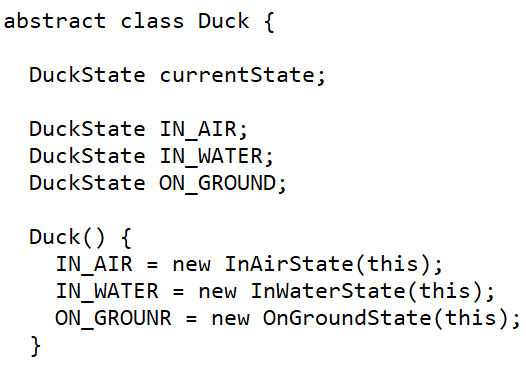 abstract class Duck {
DuckState currentState;
DuckState IN_AIR;
DuckState IN_WATER;
DuckState ON_GROUND;
Duck() {
IN_AIR = new InAirState(this);
IN_WATER = new InWaterState(this);
ON_GROUNR = new OnGroundState(this);
}